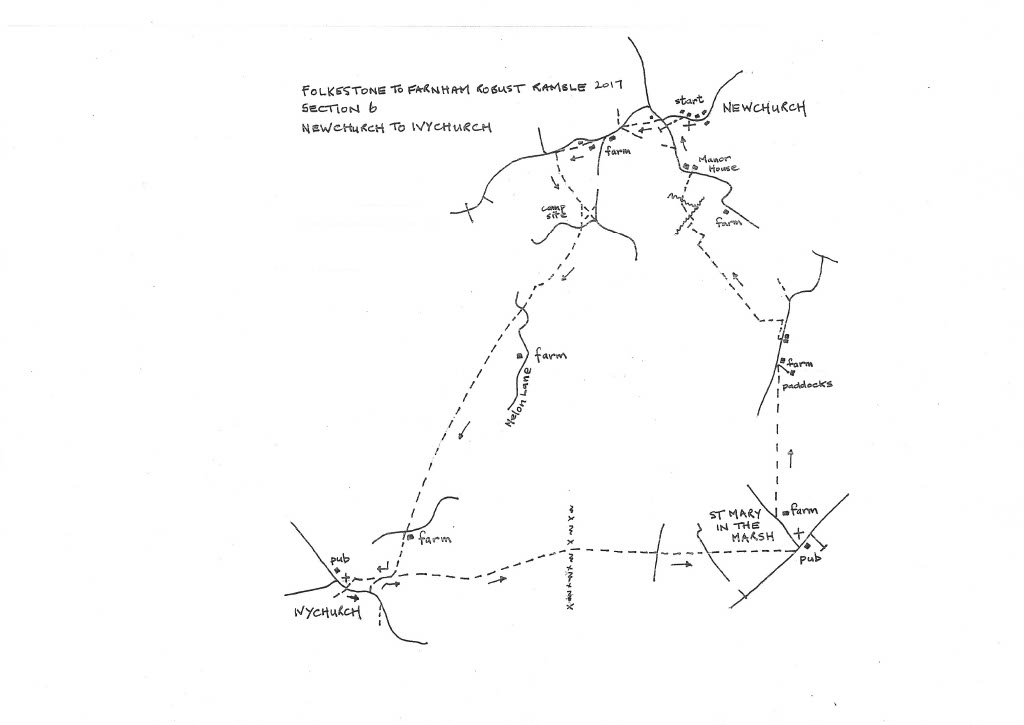 FOLKESTONE TO FARNHAM ROBUST RAMBLE 2017
SECTION 6
NEWCHURCH TO IVYCHURCH
start
NEWCHURCH
farm
Manor
House
camp
site
farm
farm
Nelon Lane
farm
paddocks
farm
ST MARY
IN THE
MARSH
pub
farm
pub
IVYCHURCH